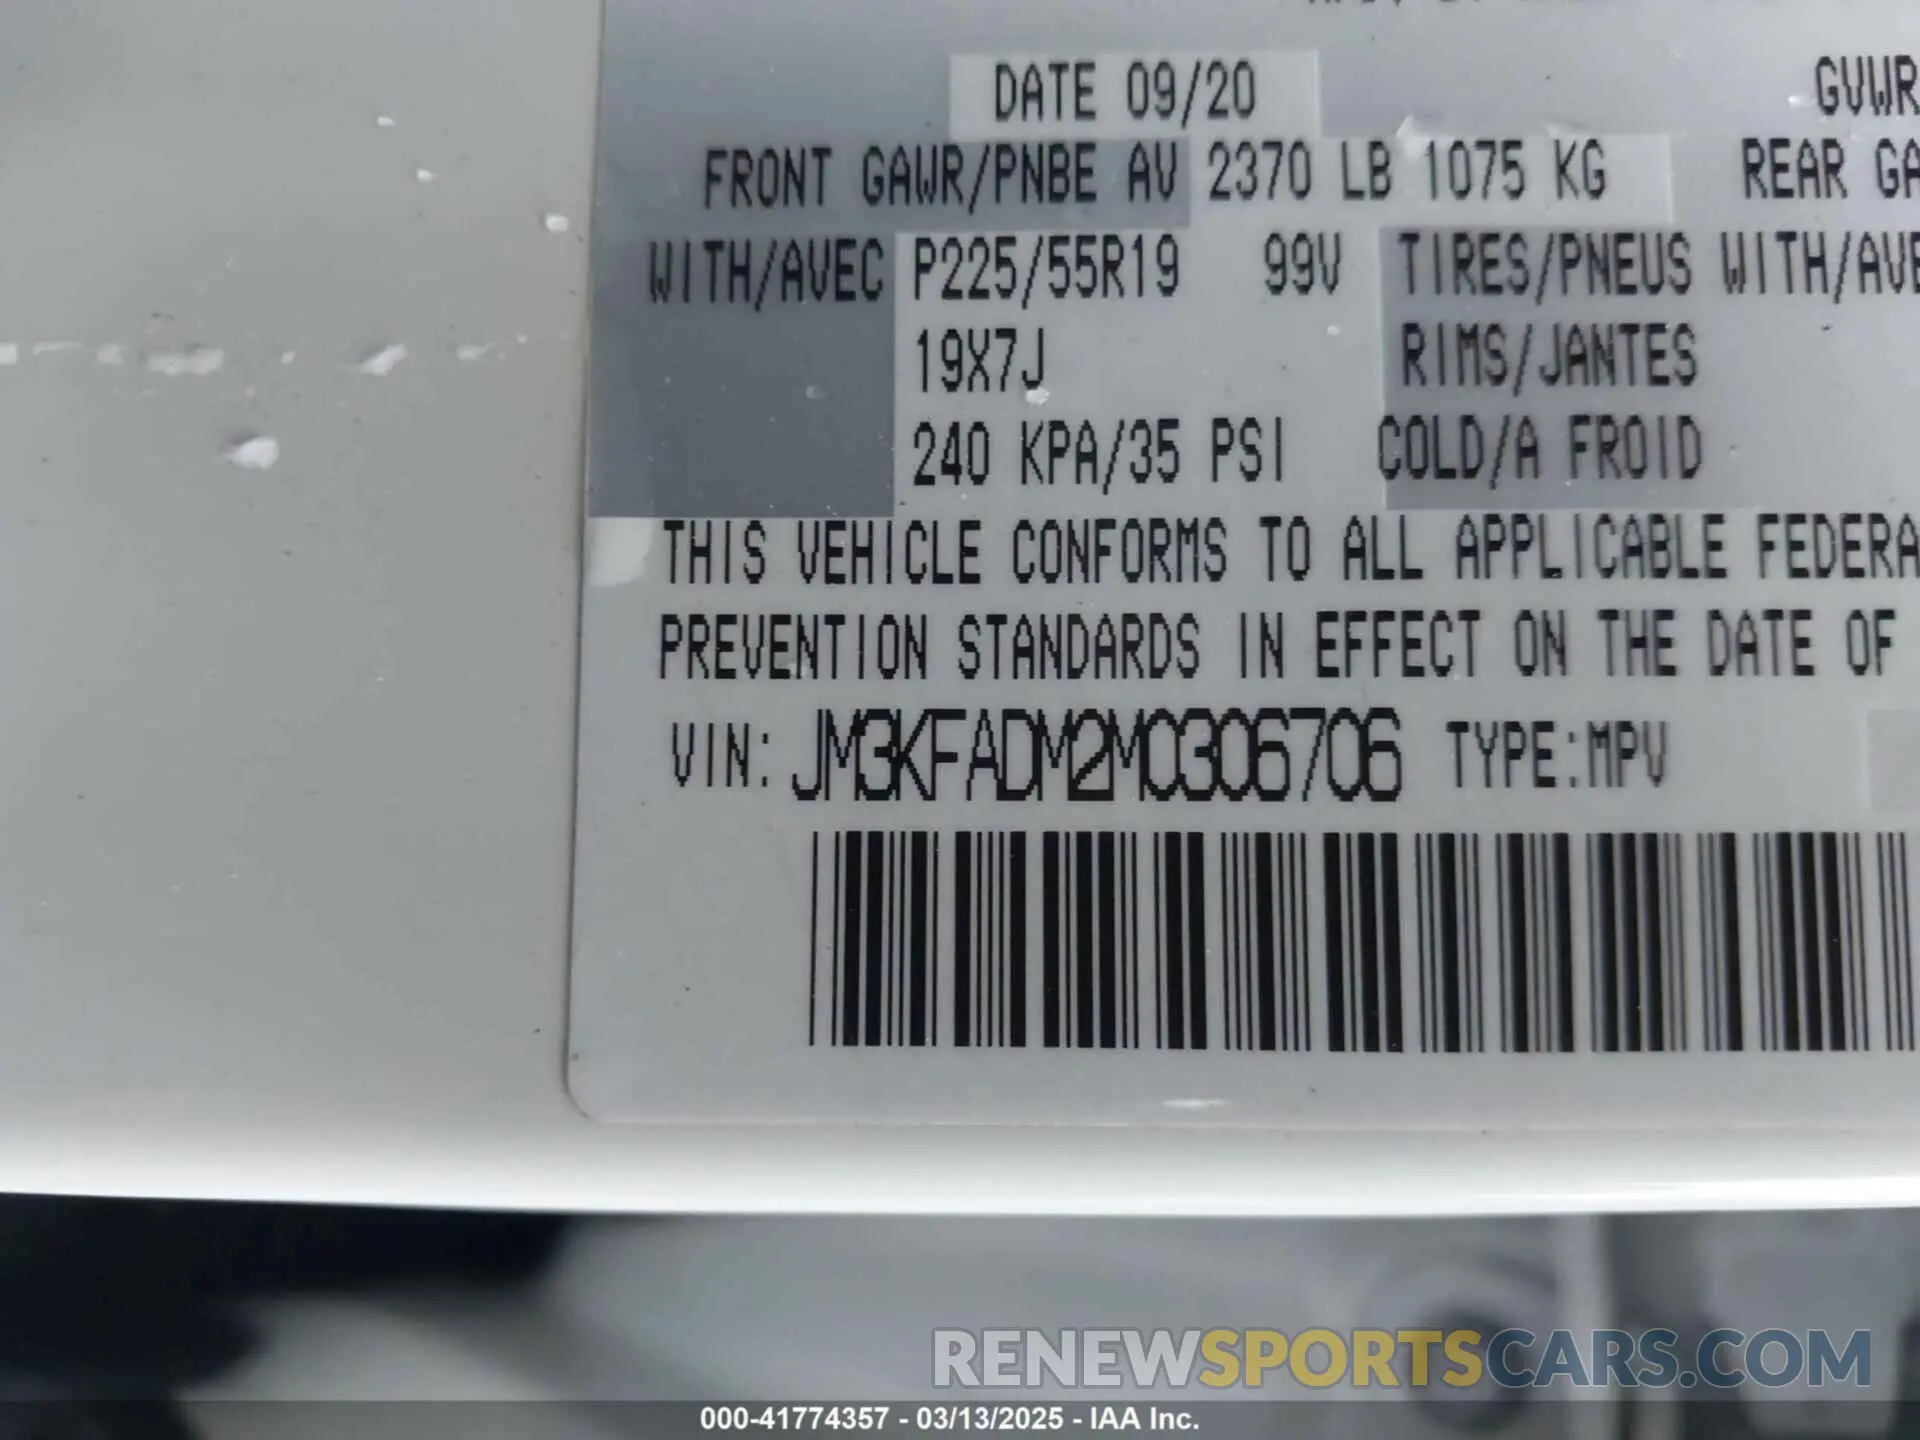 DATE 09/20 GVWR
FRONT GAWR/PNBE AV 2370 LB 1075 KG REAR GA
WITH/AVEC P225/55R19 99V TIRES/PNEUS WITH/AVE
19X7J RIMS/JANTES
240 KPA/35 PSI COLD/A FROID
THIS VEHICLE CONFORMS TO ALL APPLICABLE FEDERA
PREVENTION STANDARDS IN EFFECT ON THE DATE OF
VIN: JM3KFADM2M0306706 TYPE:MPV
RENEWSPORTSCARS.COM
000-41774357 - 03/13/2025 - IAA Inc.